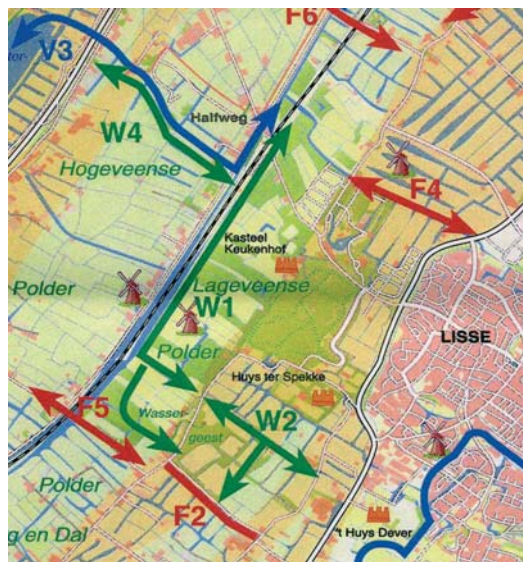 F6
V3
W4
Halfweg
Hogeveense
F4
Kasteel
Keukenhof
Lageveense
Polder
W1
LISSE
Polder
Huys ter Spekke
F5
Wasser-
geest
W2
Polder
F2
g en Dal
't Huys Dever